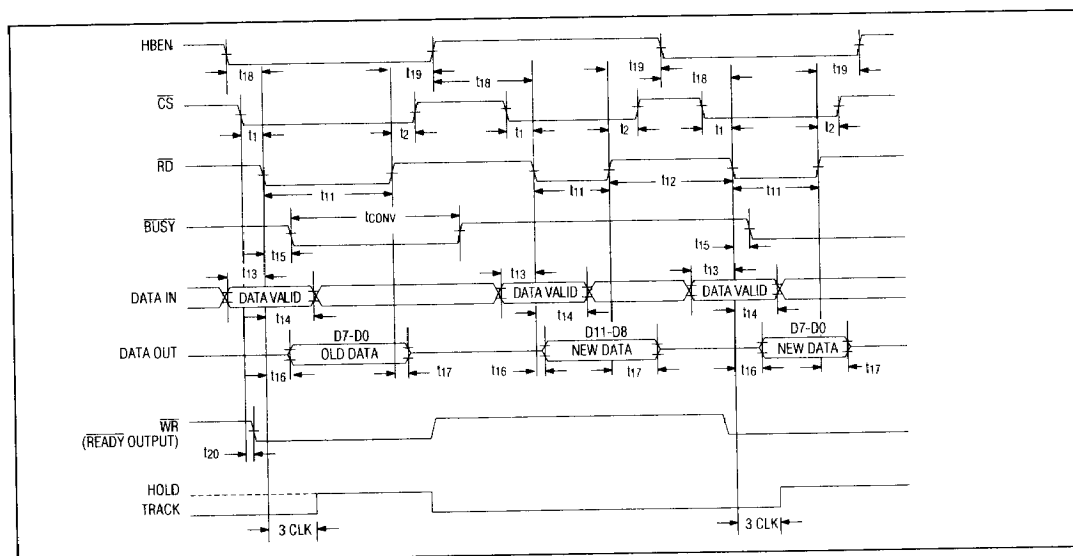 HBEN
t18 t19 t18 t19 t18 t19
CS
t1 t2 t1 t2 t1 t2
RD
t11 t11 t12 t11
BUSY
tCONV
t15 t15
t13 t13 t13
DATA IN DATA VALID DATA VALID DATA VALID
t14 t14 t14
D7-D0 D11-D8 D7-D0
DATA OUT OLD DATA NEW DATA NEW DATA
t16 t17 t16 t17 t16 t17
WR
(READY OUTPUT)
t20
HOLD
TRACK
3 CLK 3 CLK